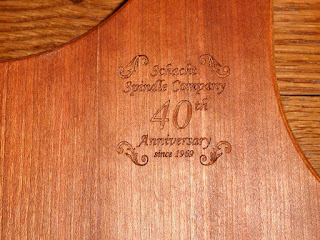 Schacht
Spindle Company
40th
Anniversary
since 1969